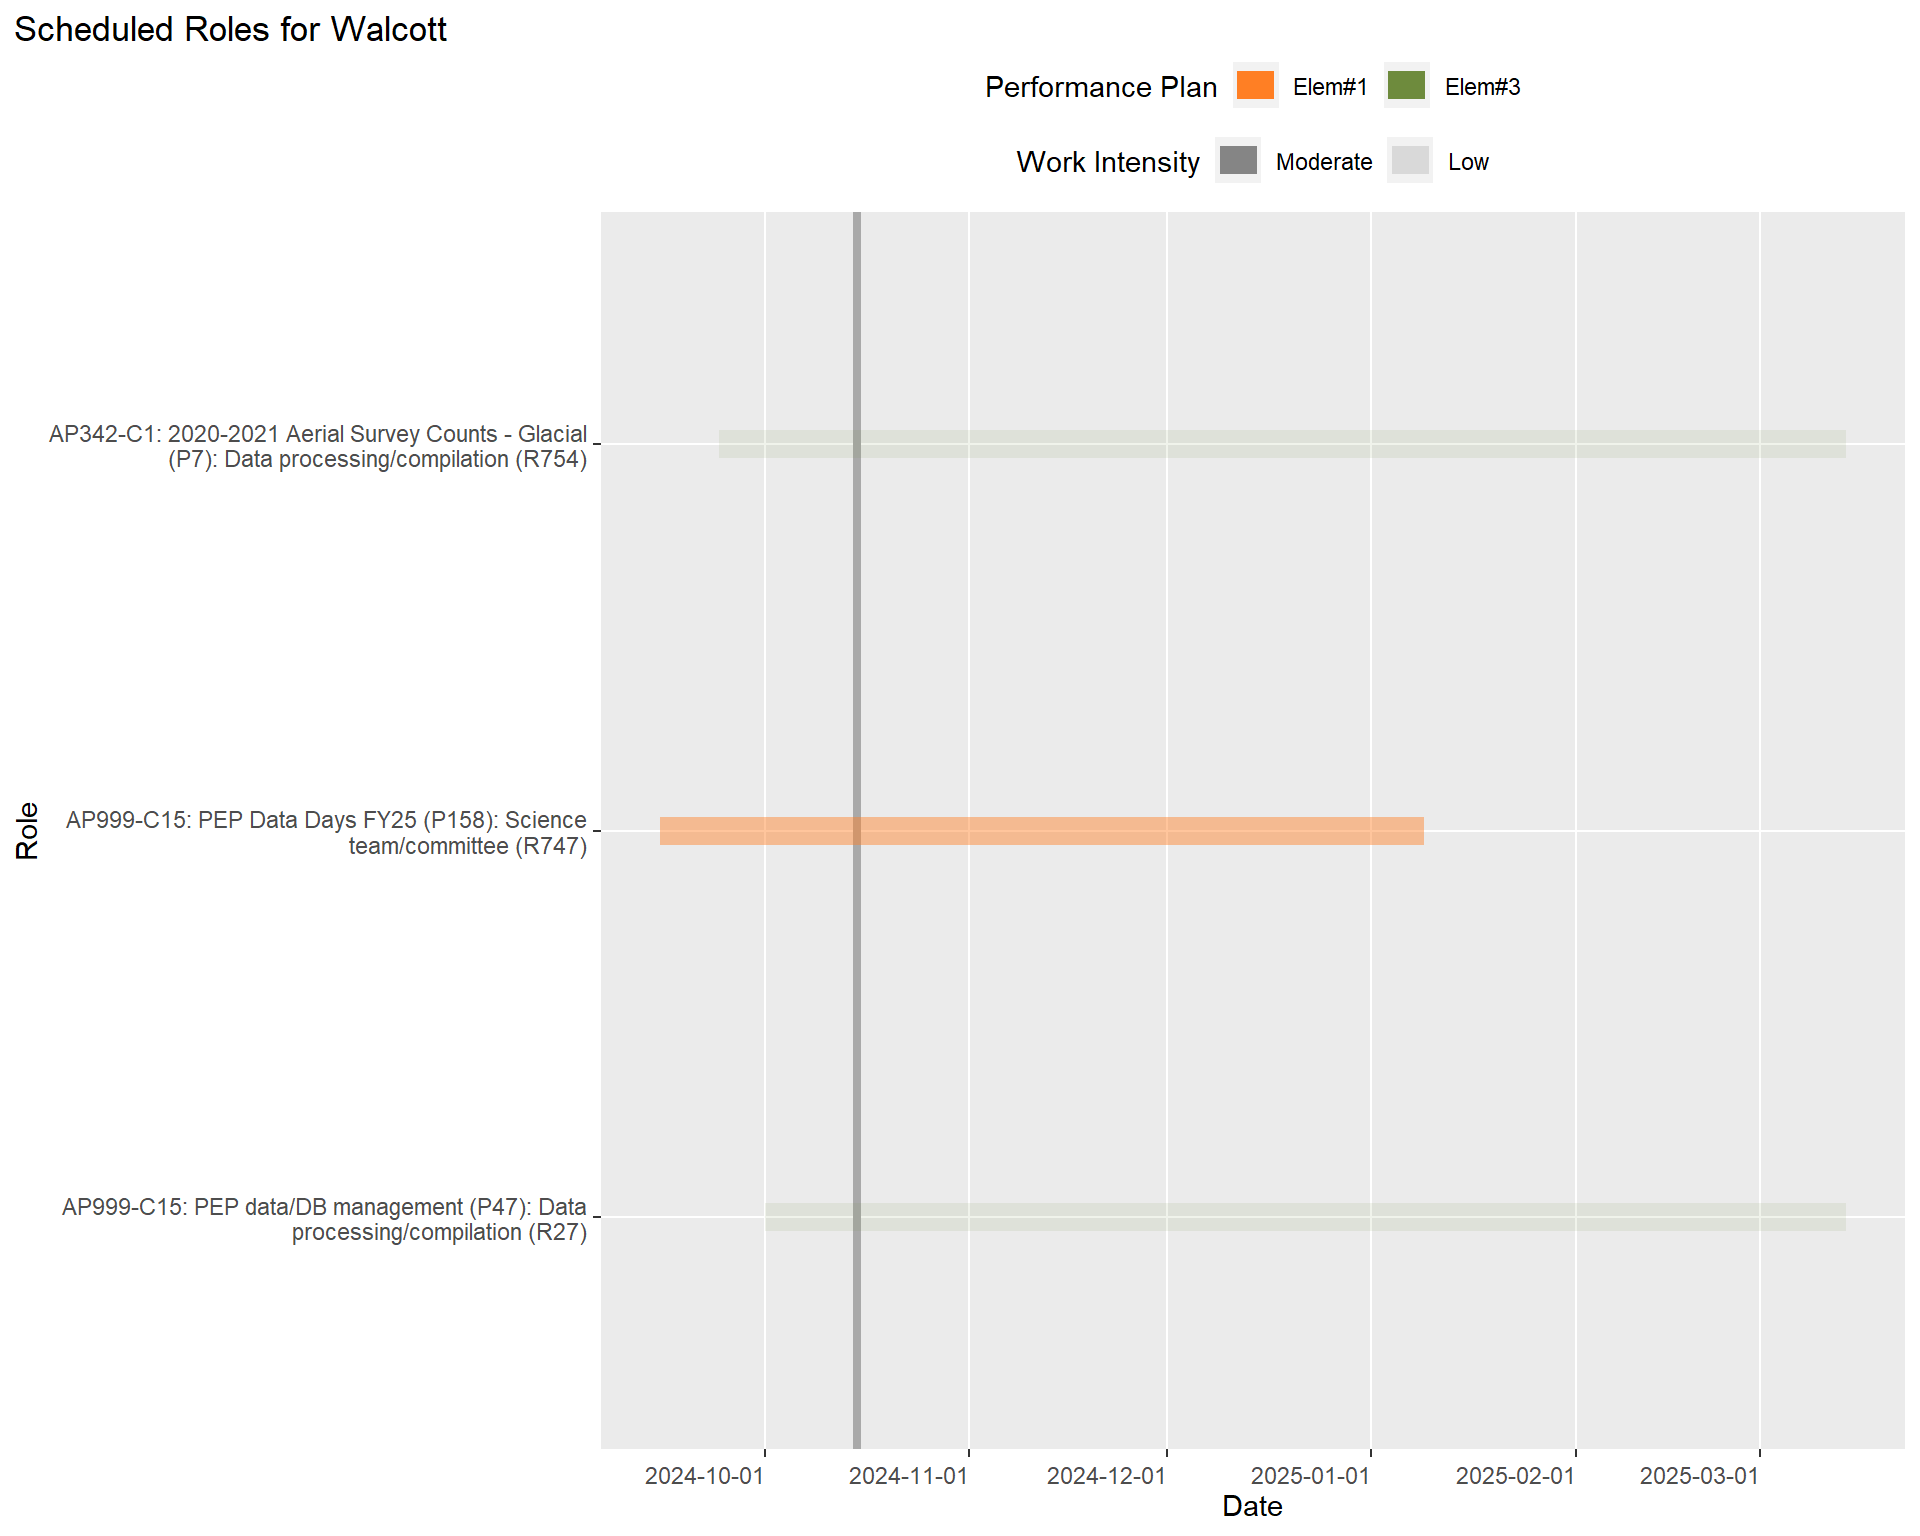 Scheduled Roles for Walcott
Performance Plan Elem#1 Elem#3
Work Intensity Moderate Low
AP342-C1: 2020-2021 Aerial Survey Counts - Glacial
(P7): Data processing/compilation (R754)
Role
AP999-C15: PEP Data Days FY25 (P158): Science
team/committee (R747)
AP999-C15: PEP data/DB management (P47): Data
processing/compilation (R27)
2024-10-01 2024-11-01 2024-12-01 2025-01-01 2025-02-01 2025-03-01
Date